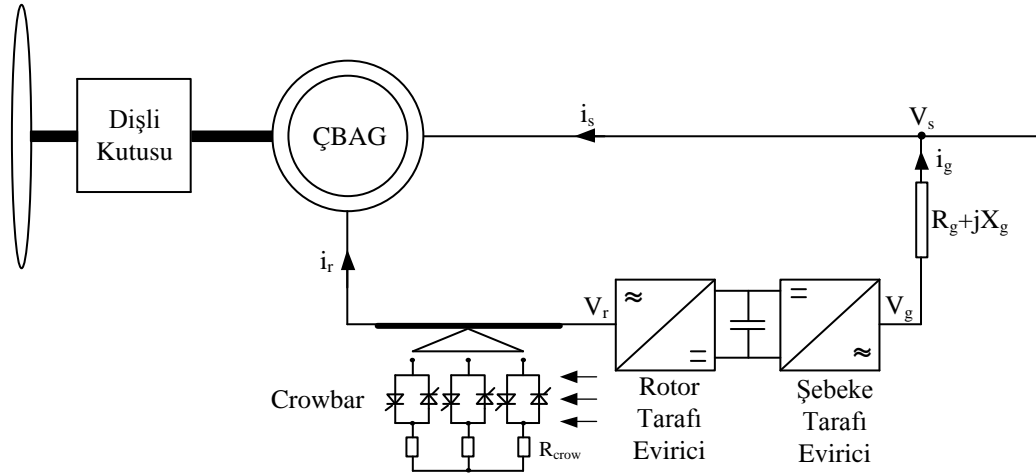 Dişli
Kutusu
ÇBAG
i_s
V_s
i_g
R_g+jX_g
i_r
V_r
V_g
Crowbar
R_crow
Rotor
Tarafı
Evirici
Şebeke
Tarafı
Evirici